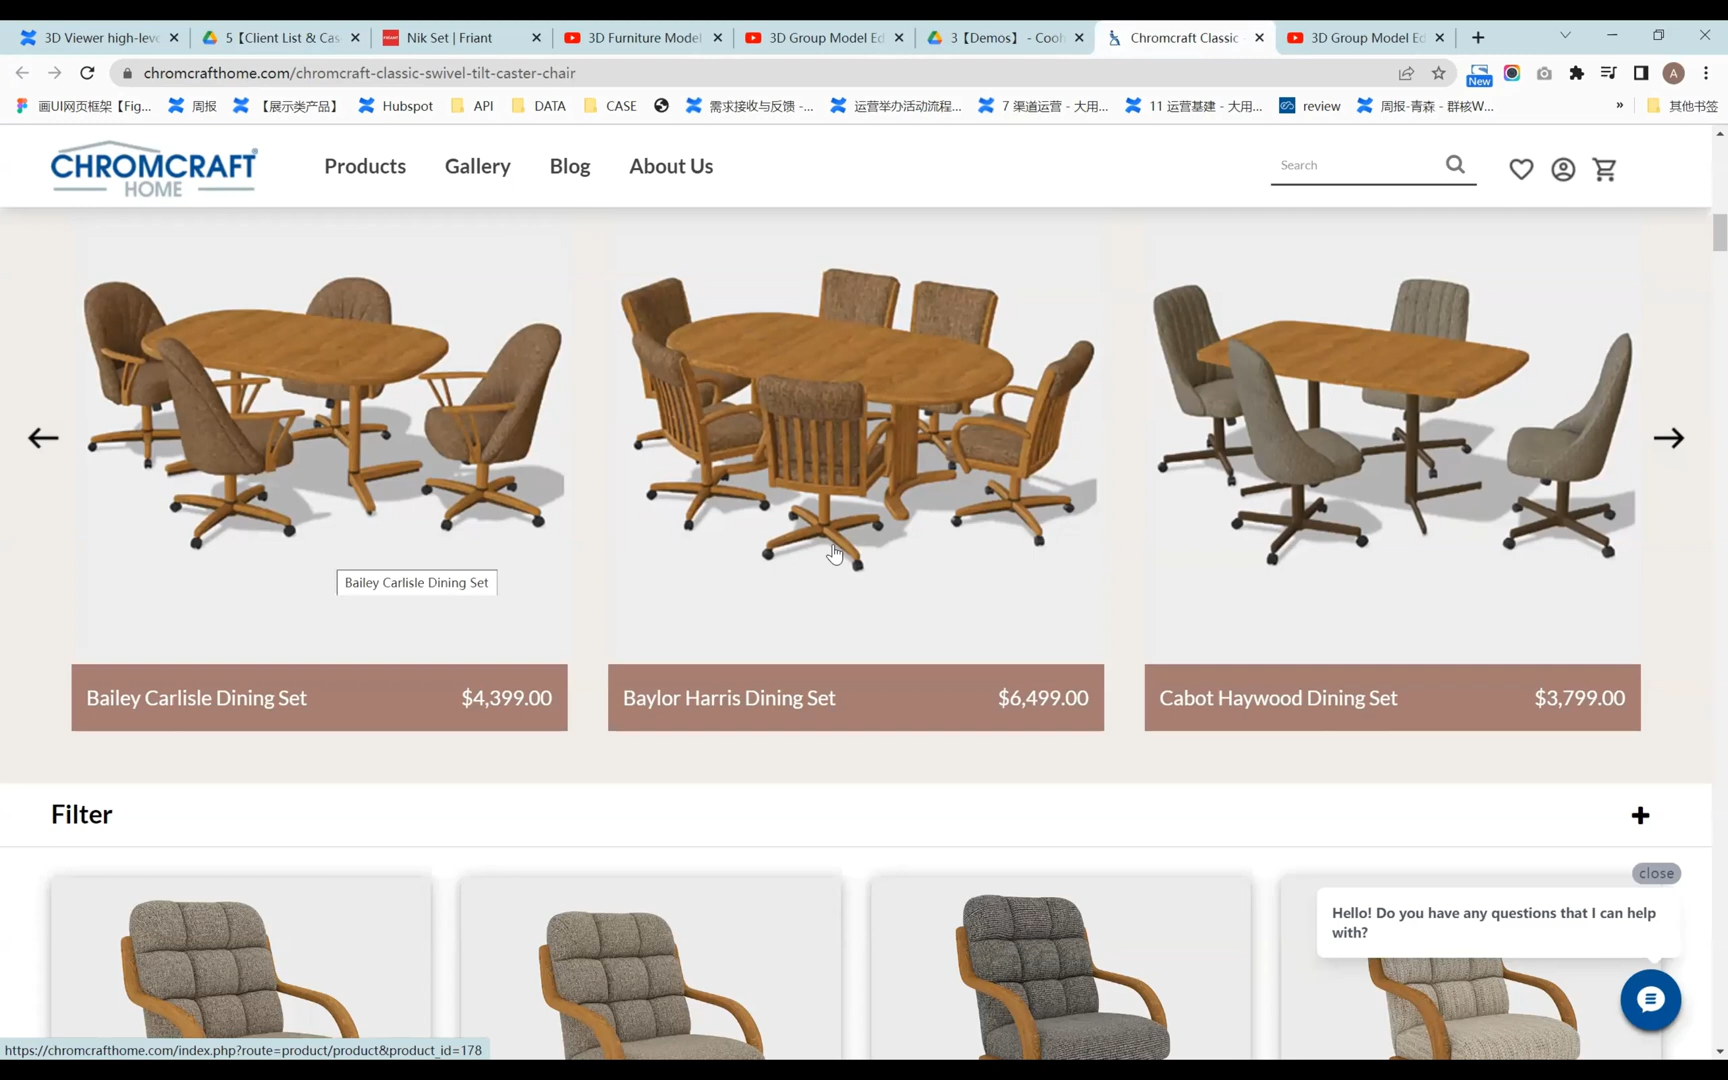 3D Viewer high-leve
5【Client List & Cas
Nik Set | Friant
3D Furniture Model
3D Group Model Ed
3【Demos】 - Cooh
Chromcraft Classic
3D Group Model Ed
chromcrafthome.com/chromcraft-classic-swivel-tilt-caster-chair
New
A
画UI网页框架【Fig...
周报
【展示类产品】
Hubspot
API
DATA
CASE
需求接收与反馈 -...
运营举办活动流程...
7 渠道运营 - 大用...
11 运营基建 - 大用...
review
周报-青森 - 群核W...
»
其他书签
CHROMCRAFT
HOME
Products
Gallery
Blog
About Us
Search
Bailey Carlisle Dining Set
Bailey Carlisle Dining Set $4,399.00
Baylor Harris Dining Set $6,499.00
Cabot Haywood Dining Set $3,799.00
Filter
close
Hello! Do you have any questions that I can help
with?
https://chromcrafthome.com/index.php?route=product/product&product_id=178